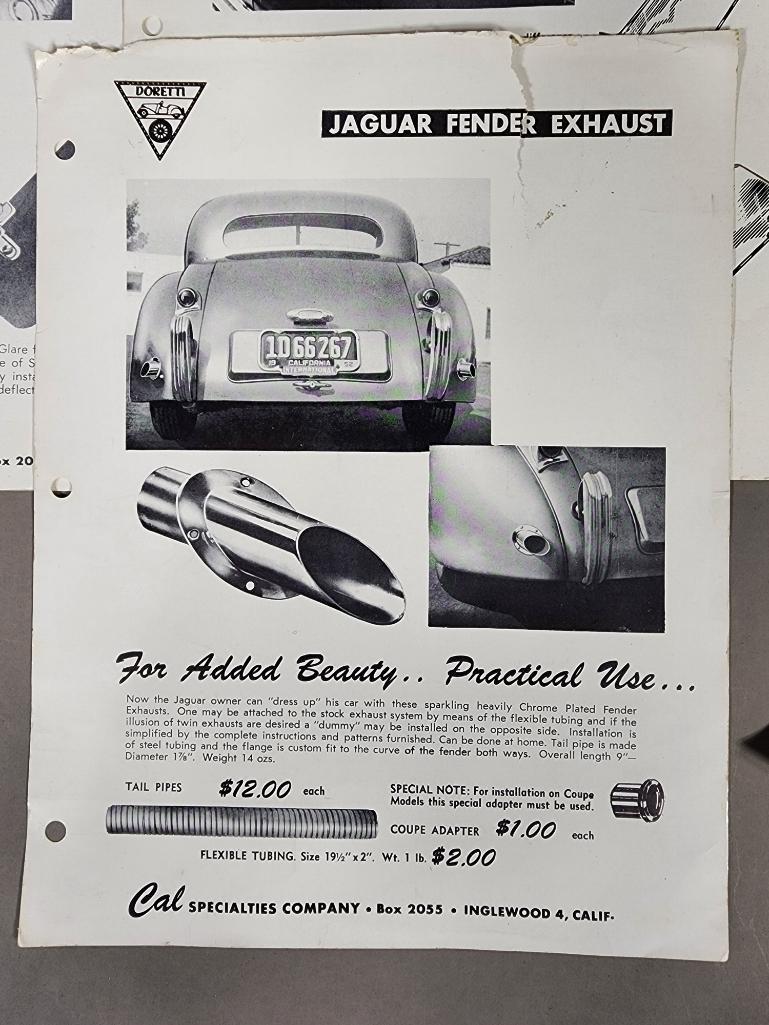 DORETTI
JAGUAR FENDER EXHAUST
1D66267
19 CALIFORNIA 52
INTERNATIONAL
Glare
e of S
y insta
deflect
ox 20
For Added Beauty.. Practical Use...
Now the Jaguar owner can "dress up" his car with these sparkling heavily Chrome Plated Fender
Exhausts. One may be attached to the stock exhaust system by means of the flexible tubing and if the
illusion of twin exhausts are desired a "dummy" may be installed on the opposite side. Installation is
simplified by the complete instructions and patterns furnished. Can be done at home. Tail pipe is made
of steel tubing and the flange is custom fit to the curve of the fender both ways. Overall length 9"—
Diameter 1⅞". Weight 14 ozs.
TAIL PIPES $12.00 each
SPECIAL NOTE: For installation on Coupe
Models this special adapter must be used.
COUPE ADAPTER $1.00 each
FLEXIBLE TUBING. Size 19½"x2". Wt. 1 lb. $2.00
Cal SPECIALTIES COMPANY • Box 2055 • INGLEWOOD 4, CALIF.